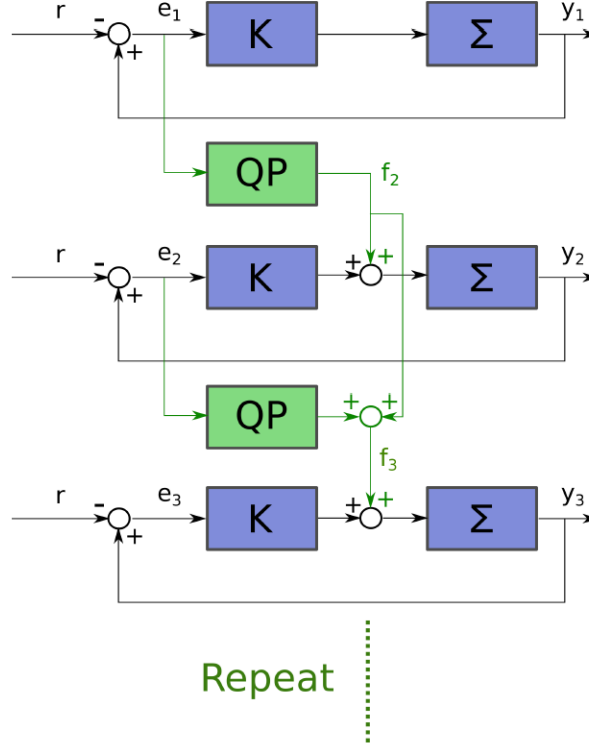 r - + e₁ K Σ y₁
QP f₂
r - + e₂ K + + Σ y₂
QP + +
f₃
r - + e₃ K + + Σ y₃
Repeat